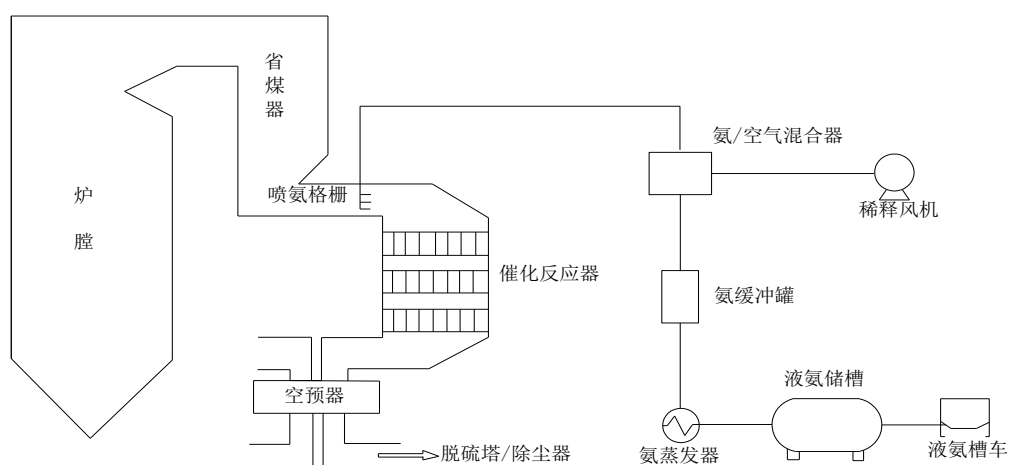 省煤器
氨/空气混合器
炉膛
喷氨格栅
稀释风机
催化反应器
氨缓冲罐
液氨储槽
空预器
脱硫塔/除尘器
氨蒸发器
液氨槽车